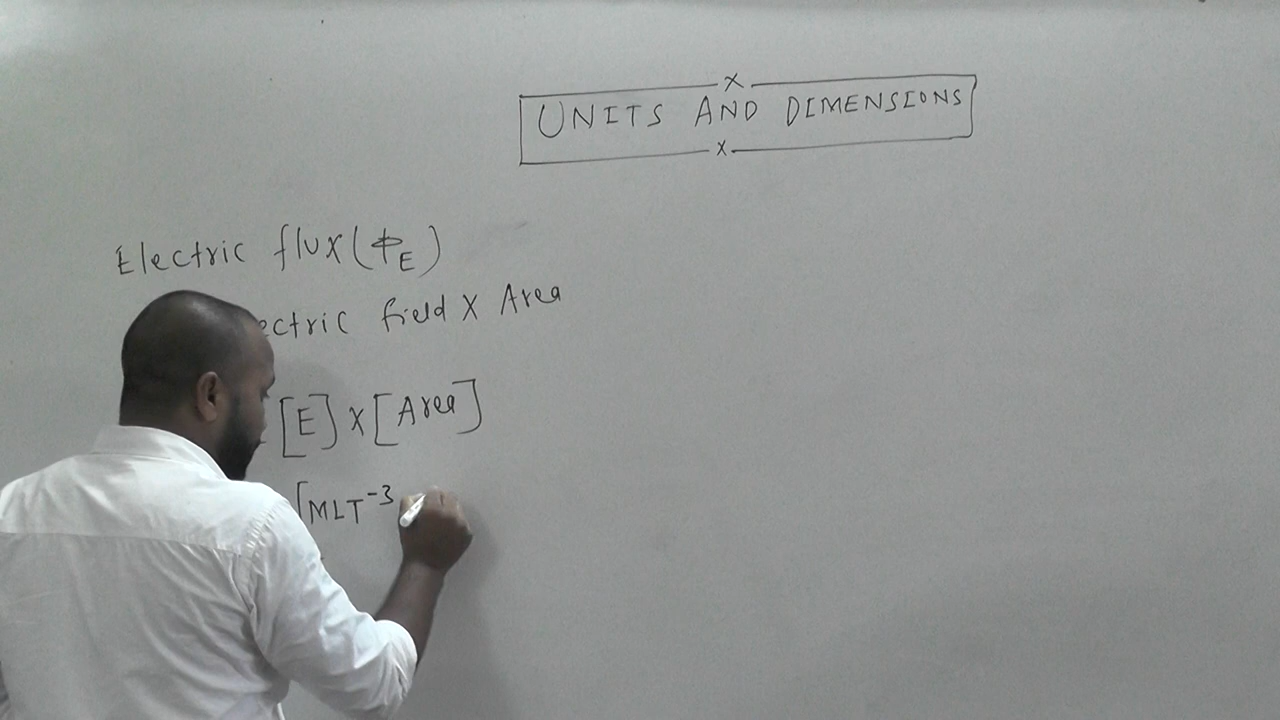 UNITS AND DIMENSIONS
Electric flux (ΦE)
ectric field X Area
[E] X [Area]
[MLT⁻³